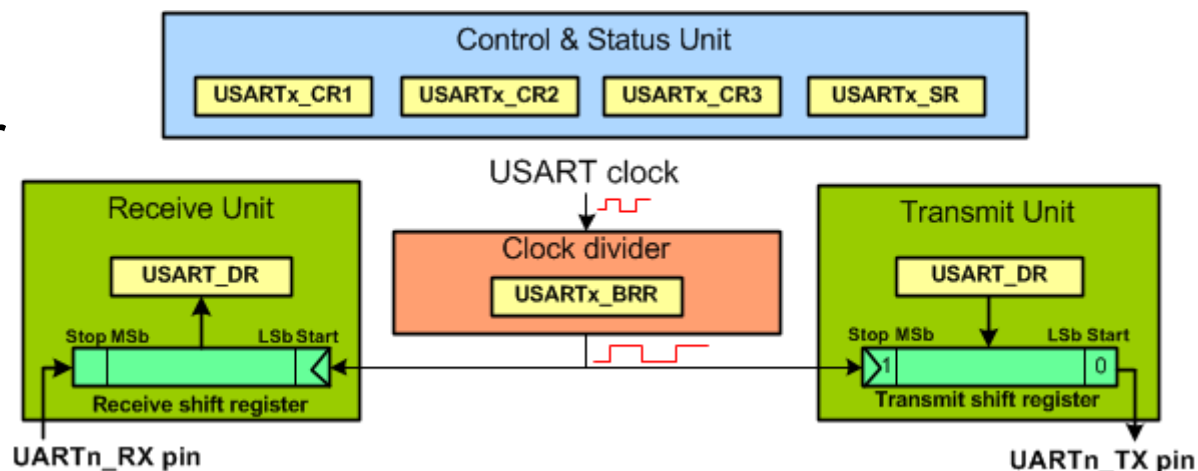 Control & Status Unit
USARTx_CR1 USARTx_CR2 USARTx_CR3 USARTx_SR
USART clock
Receive Unit
USART_DR
Stop MSb LSb Start
Receive shift register
UARTn_RX pin
Clock divider
USARTx_BRR
Transmit Unit
USART_DR
Stop MSb LSb Start
1 0
Transmit shift register
UARTn_TX pin